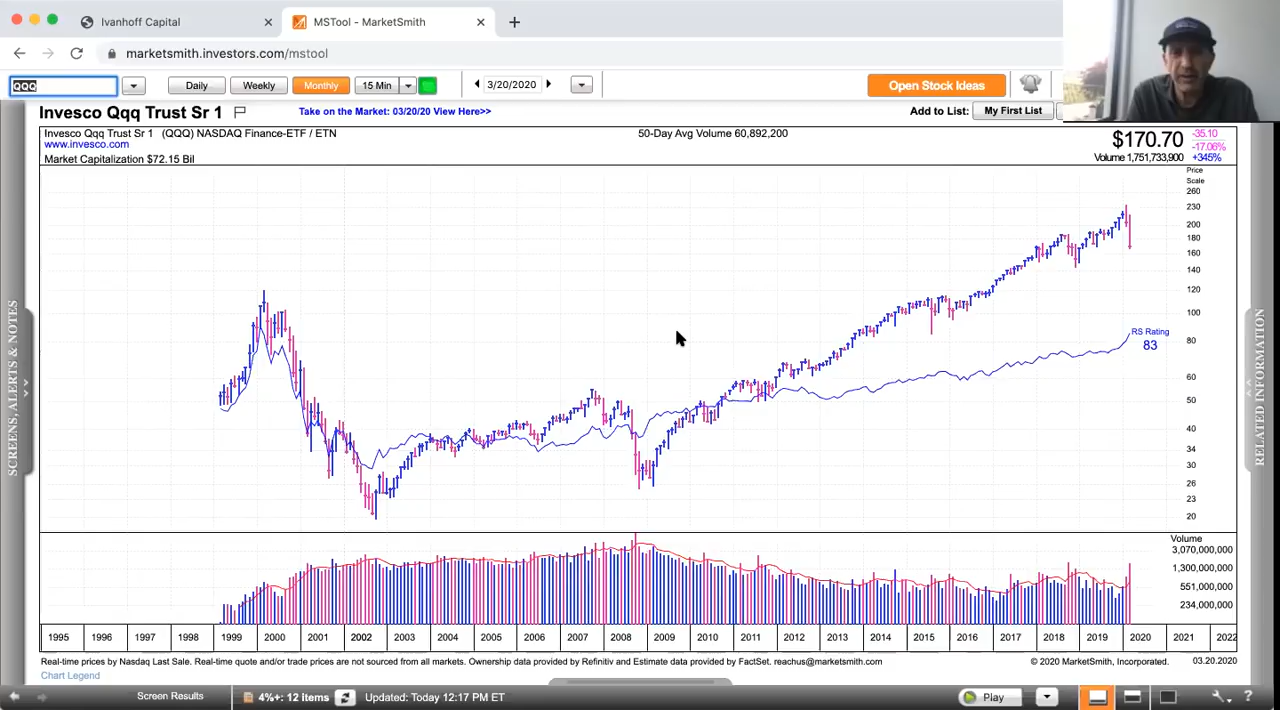 Ivanhoff Capital
MSTool - MarketSmith
marketsmith.investors.com/mstool
QQQ Daily Weekly Monthly 15 Min 3/20/2020 Open Stock Ideas
Invesco Qqq Trust Sr 1 Take on the Market: 03/20/20 View Here>> Add to List: My First List
Invesco Qqq Trust Sr 1 (QQQ) NASDAQ Finance-ETF / ETN 50-Day Avg Volume 60,892,200
www.invesco.com
Market Capitalization $72.15 Bil
$170.70 -35.10
-17.06%
Volume 1,751,733,900 +345%
Price
Scale
260
230
200
180
160
140
120
100
80
60
50
40
34
30
26
23
20
RS Rating
83
SCREENS, ALERTS & NOTES
RELATED INFORMATION
Volume
3,070,000,000
1,300,000,000
551,000,000
234,000,000
1995 1996 1997 1998 1999 2000 2001 2002 2003 2004 2005 2006 2007 2008 2009 2010 2011 2012 2013 2014 2015 2016 2017 2018 2019 2020 2021 2022
Real-time prices by Nasdaq Last Sale. Real-time quote and/or trade prices are not sourced from all markets. Ownership data provided by Refinitiv and Estimate data provided by FactSet. reachus@marketsmith.com © 2020 MarketSmith, Incorporated. 03.20.2020
Chart Legend
Screen Results 4%+: 12 items Updated: Today 12:17 PM ET Play ?